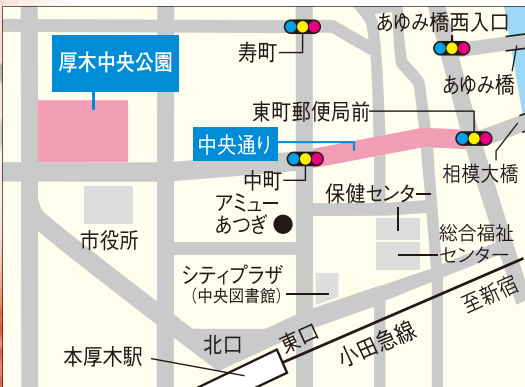 あゆみ橋西入口
寿町
厚木中央公園
あゆみ橋
東町郵便局前
中央通り
相模大橋
中町
保健センター
アミュー
あつぎ
市役所
総合福祉
センター
シティプラザ
（中央図書館）
至新宿
北口
東口
小田急線
本厚木駅